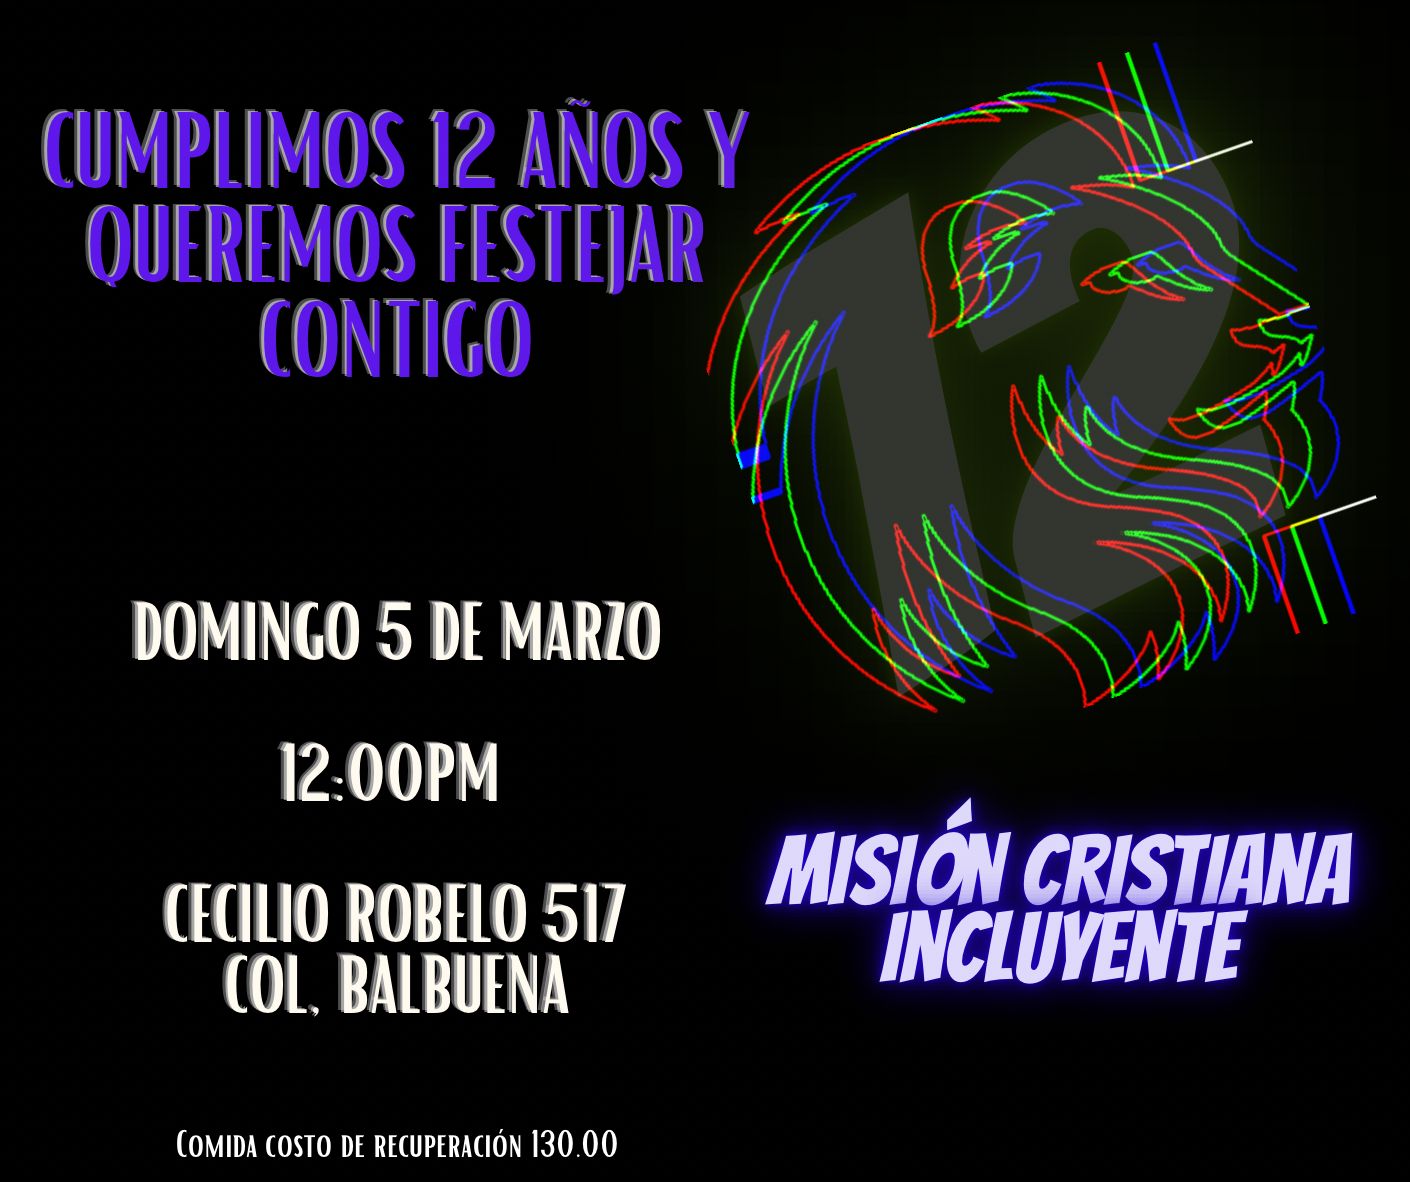 CUMPLIMOS 12 AÑOS Y
QUEREMOS FESTEJAR
CONTIGO
12
DOMINGO 5 DE MARZO
12:00PM
CECILIO ROBELO 517
COL, BALBUENA
MISIÓN CRISTIANA
INCLUYENTE
COMIDA COSTO DE RECUPERACIÓN 130.00